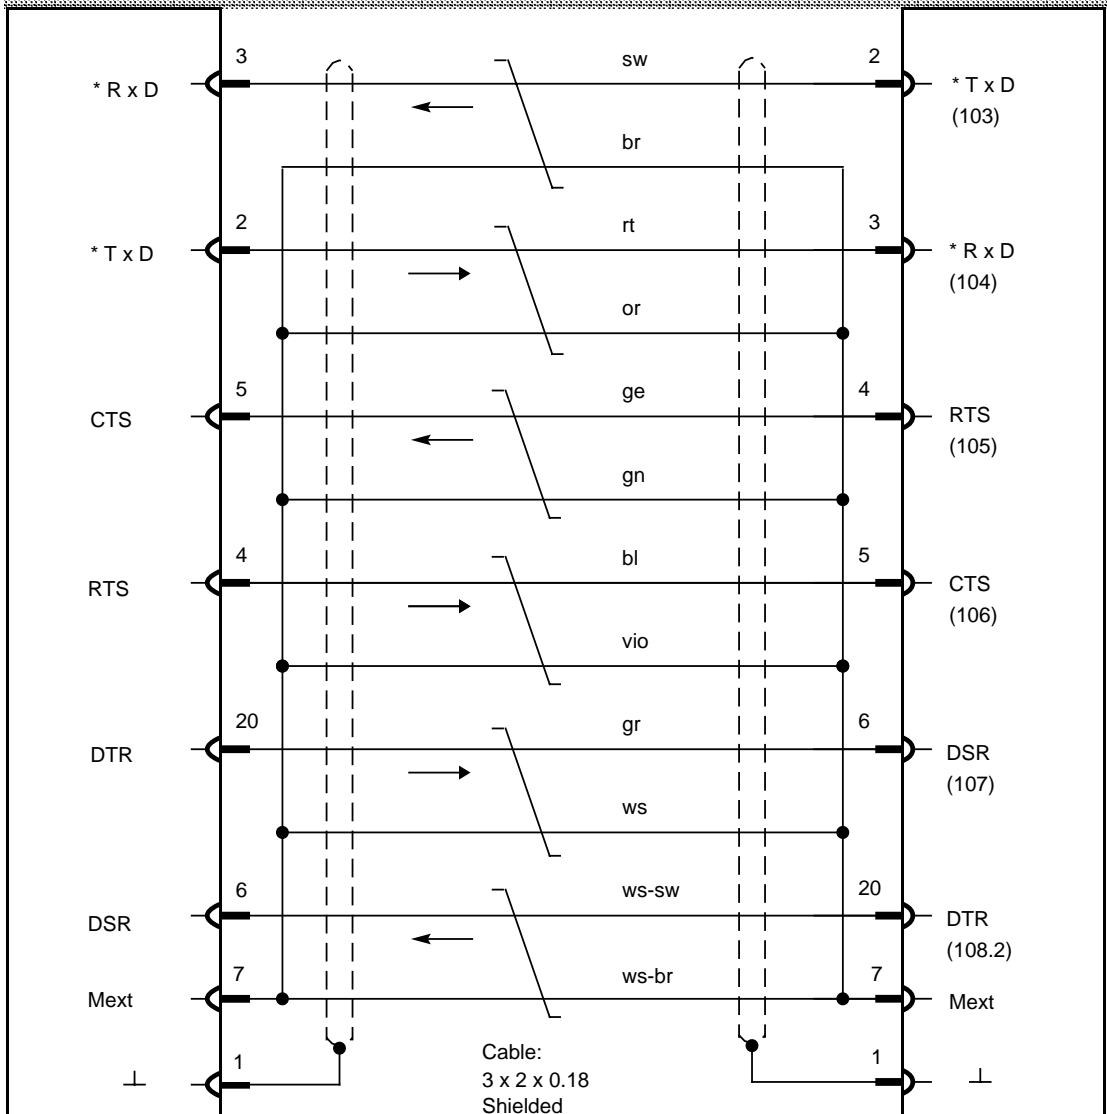 3 sw 2
* R x D * T x D
(103)
br
2 rt 3
* T x D * R x D
(104)
or
5 ge 4
CTS RTS
(105)
gn
4 bl 5
RTS CTS
(106)
vio
20 gr 6
DTR DSR
(107)
ws
6 ws-sw 20
DSR DTR
(108.2)
7 ws-br 7
Mext Mext
1 Cable: 1
3 x 2 x 0.18
Shielded